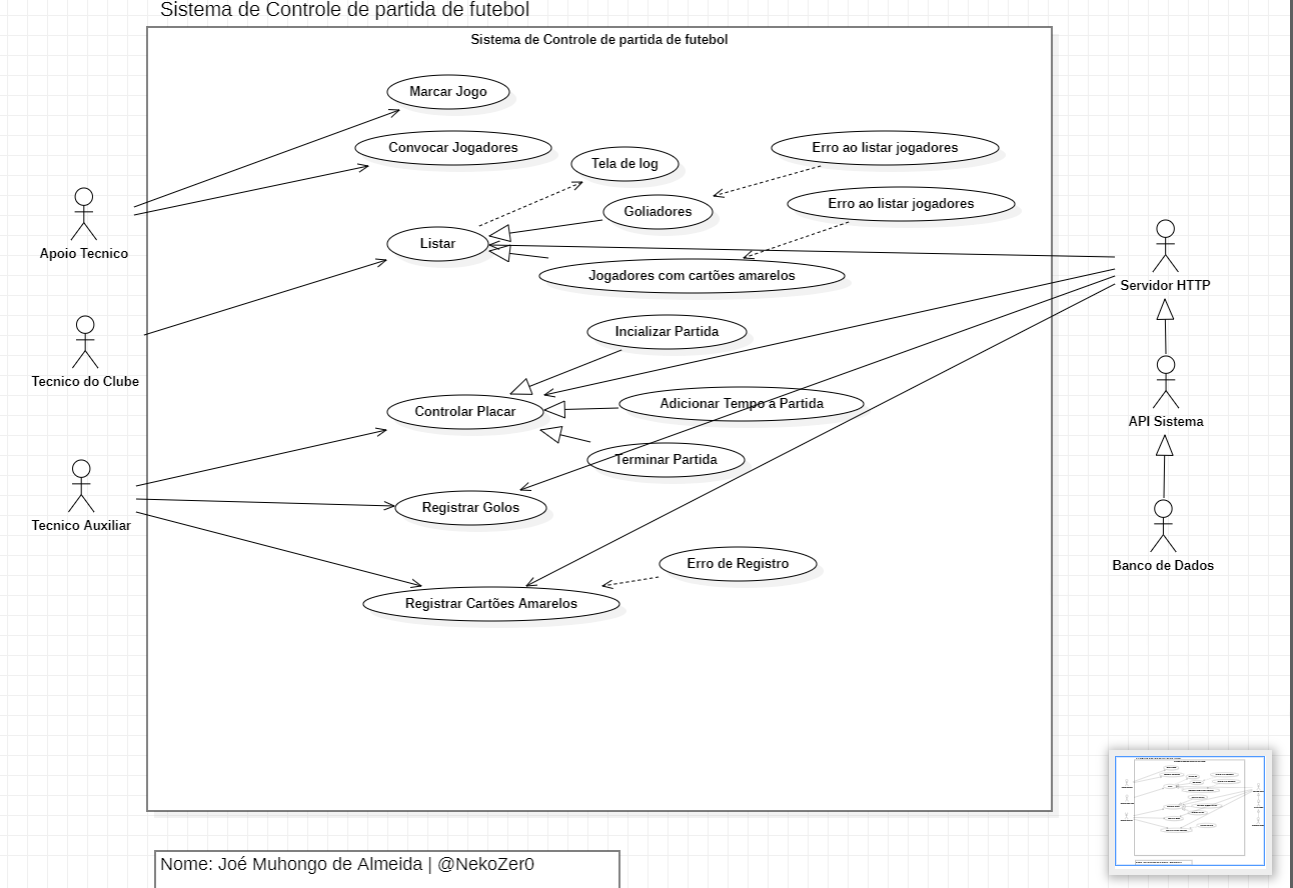 Sistema de Controle de partida de futebol
Sistema de Controle de partida de futebol
Marcar Jogo
Convocar Jogadores
Erro ao listar jogadores
Tela de log
Erro ao listar jogadores
Goliadores
Listar
Apoio Tecnico
Jogadores com cartões amarelos
Servidor HTTP
Incializar Partida
Tecnico do Clube
Adicionar Tempo a Partida
Controlar Placar
API Sistema
Terminar Partida
Registrar Golos
Tecnico Auxiliar
Erro de Registro
Banco de Dados
Registrar Cartões Amarelos
Nome: Joé Muhongo de Almeida | @NekoZer0